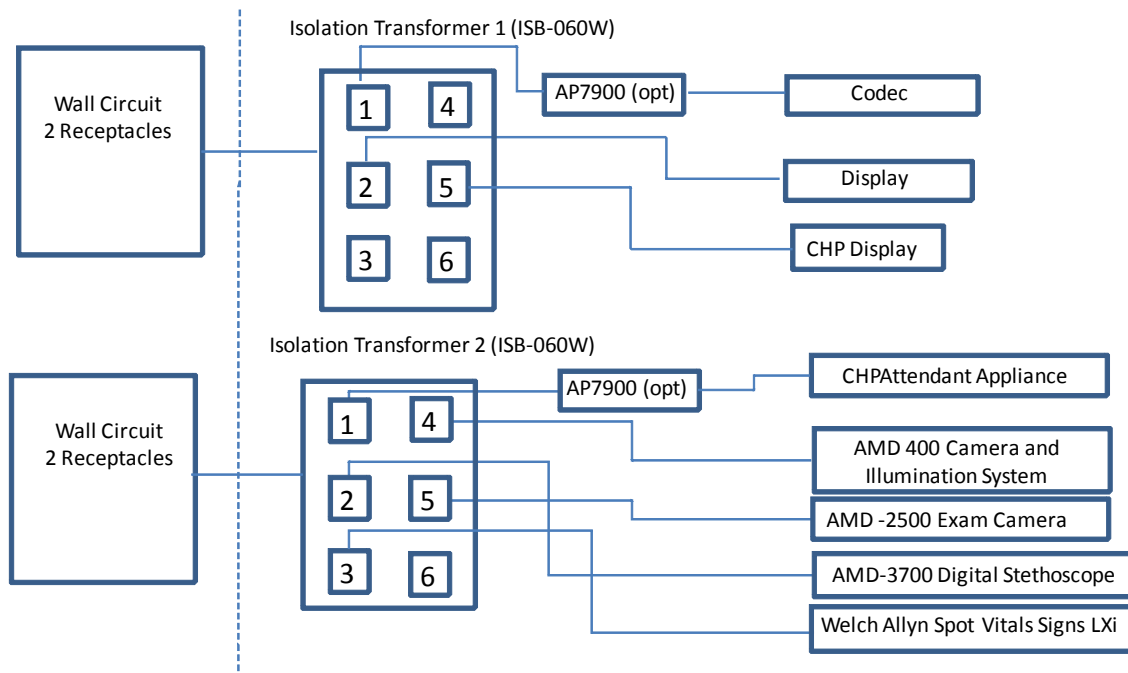 Isolation Transformer 1 (ISB-060W)
Wall Circuit
2 Receptacles
1
4
2
5
3
6
AP7900 (opt)
Codec
Display
CHP Display
Isolation Transformer 2 (ISB-060W)
Wall Circuit
2 Receptacles
1
4
2
5
3
6
AP7900 (opt)
CHPAttendant Appliance
AMD 400 Camera and
Illumination System
AMD -2500 Exam Camera
AMD-3700 Digital Stethoscope
Welch Allyn Spot Vitals Signs LXi